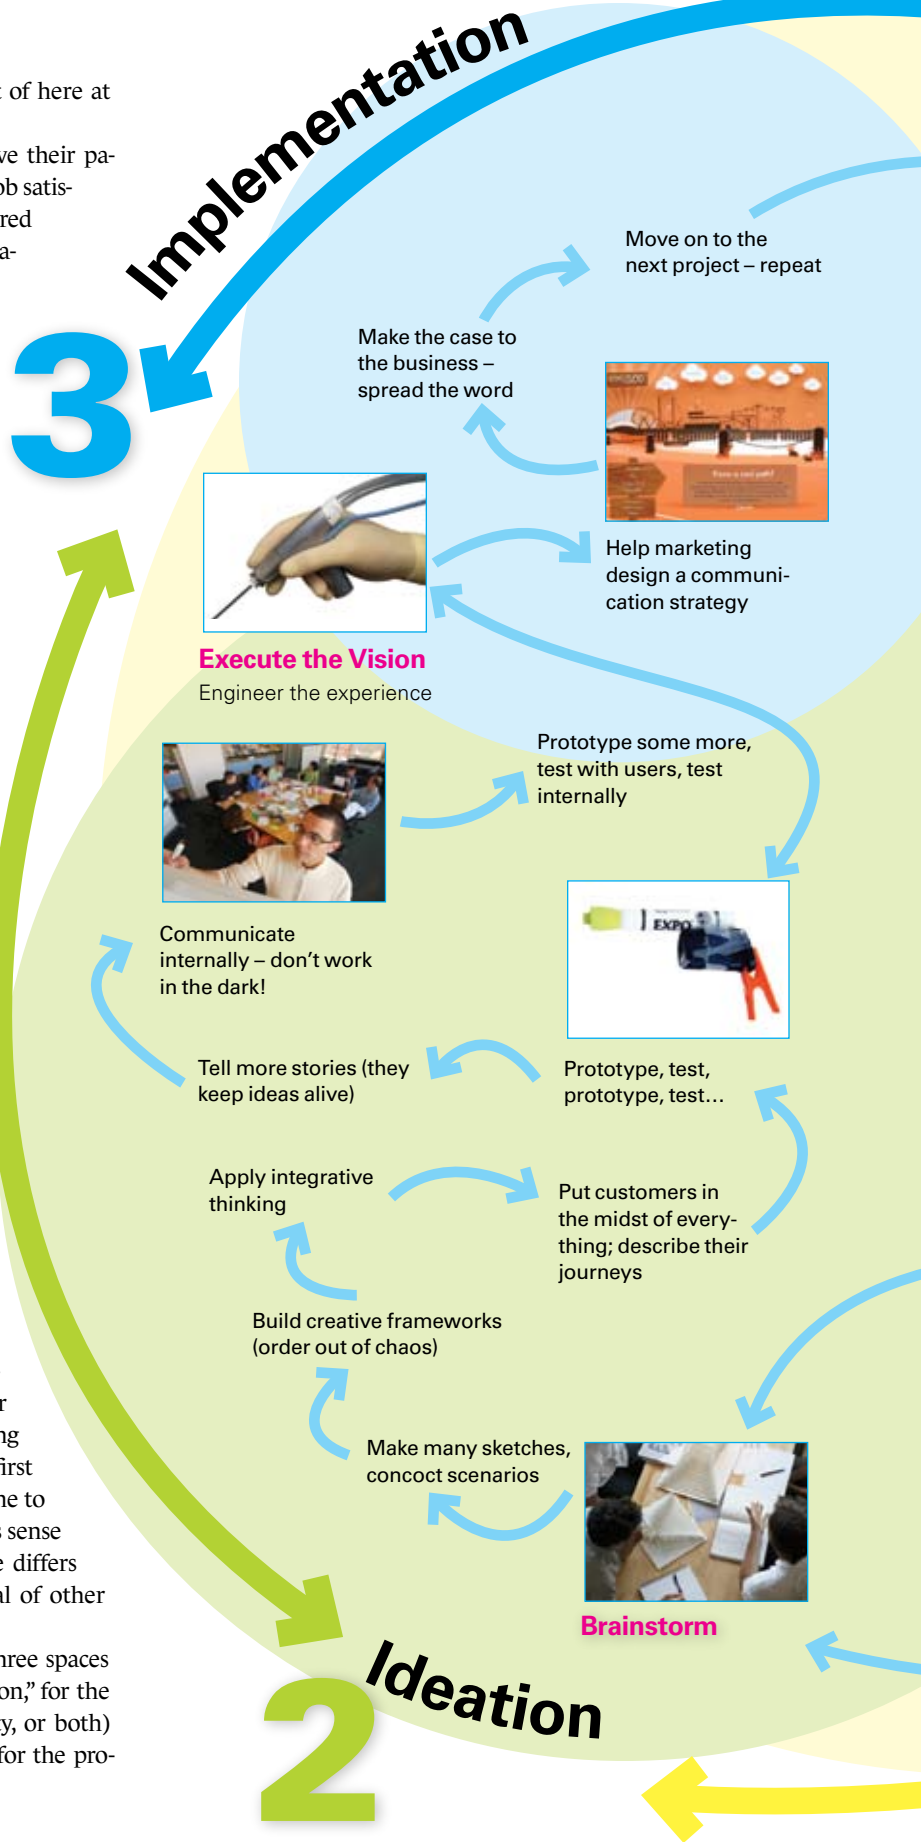 of here at
ve their pa-
ob satis-
red
a-
Implementation
3
Move on to the
next project – repeat
Make the case to
the business –
spread the word
Help marketing
design a communi-
cation strategy
Execute the Vision
Engineer the experience
Prototype some more,
test with users, test
internally
Communicate
internally – don’t work
in the dark!
EXPO
Tell more stories (they
keep ideas alive)
Prototype, test,
prototype, test…
Apply integrative
thinking
Put customers in
the midst of every-
thing; describe their
journeys
Build creative frameworks
(order out of chaos)
Make many sketches,
concoct scenarios
Brainstorm
Ideation
2
r
ng
first
ne to
s sense
e differs
al of other
hree spaces
on,” for the
y, or both)
for the pro-